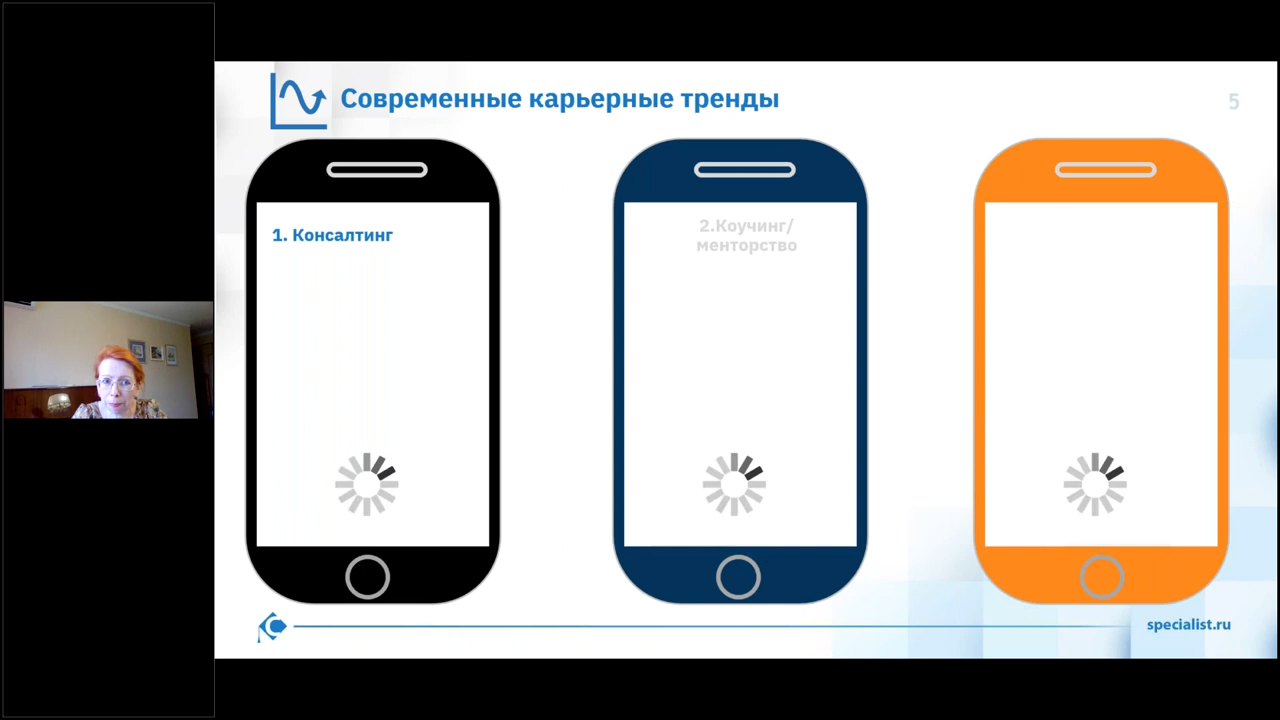 Современные карьерные тренды
5
1. Консалтинг
2.Коучинг/
менторство
specialist.ru